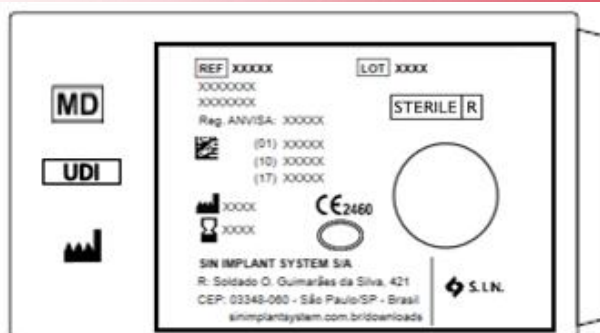 MD
UDI
REF XXXXX
LOT XXXX
XXXXXXX
XXXXXXX
Reg. ANVISA: XXXXX
STERILE R
(01) XXXXX
(10) XXXXX
(17) XXXXX
XXXX
XXXX
CE 2460
SIN IMPLANT SYSTEM S/A
R: Soldado O. Guimarães da Silva, 421
CEP: 03348-060 - São Paulo/SP - Brasil
sinimplantsystem.com.br/downloads
S.I.N.